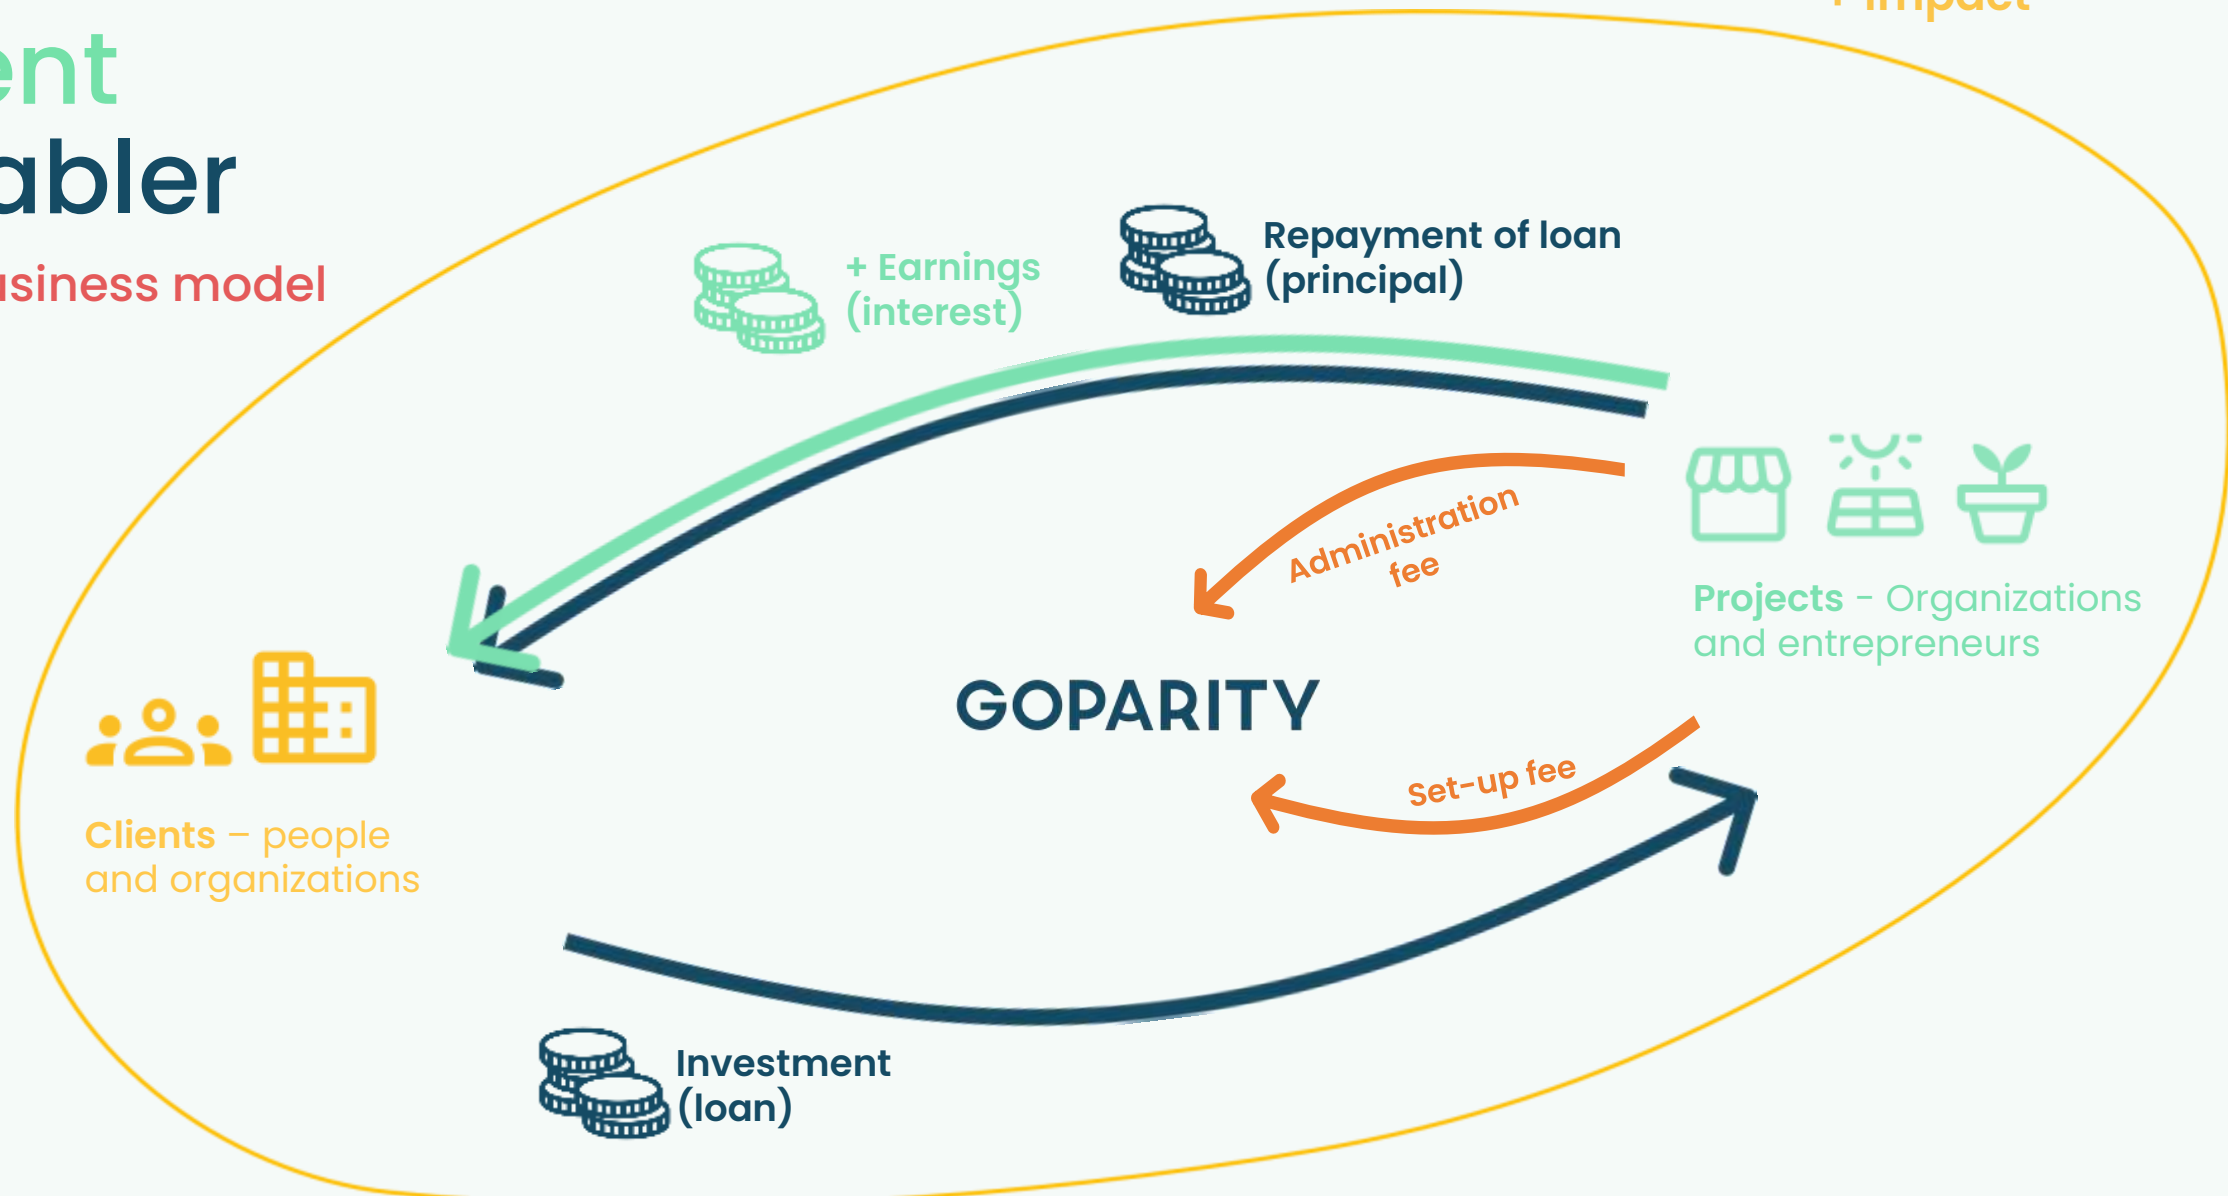 + Impact
ent
abler
usiness model
+ Earnings
(interest)
Repayment of loan
(principal)
Administration
fee
Projects - Organizations
and entrepreneurs
GOPARITY
Set-up fee
Clients – people
and organizations
Investment
(loan)